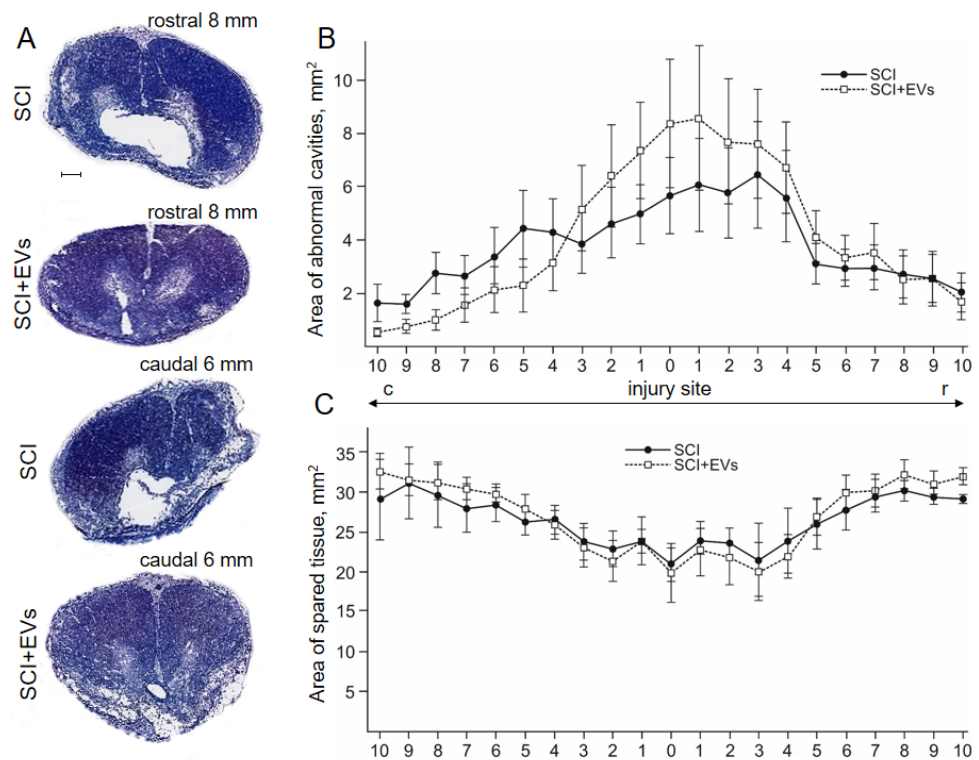 A
rostral 8 mm
SCI
rostral 8 mm
SCI+EVs
caudal 6 mm
SCI
caudal 6 mm
SCI+EVs
B
Area of abnormal cavities, mm²
10
8
6
4
2
SCI
SCI+EVs
10 9 8 7 6 5 4 3 2 1 0 1 2 3 4 5 6 7 8 9 10
c injury site r
C
Area of spared tissue, mm²
35
30
25
20
15
10
5
SCI
SCI+EVs
10 9 8 7 6 5 4 3 2 1 0 1 2 3 4 5 6 7 8 9 10